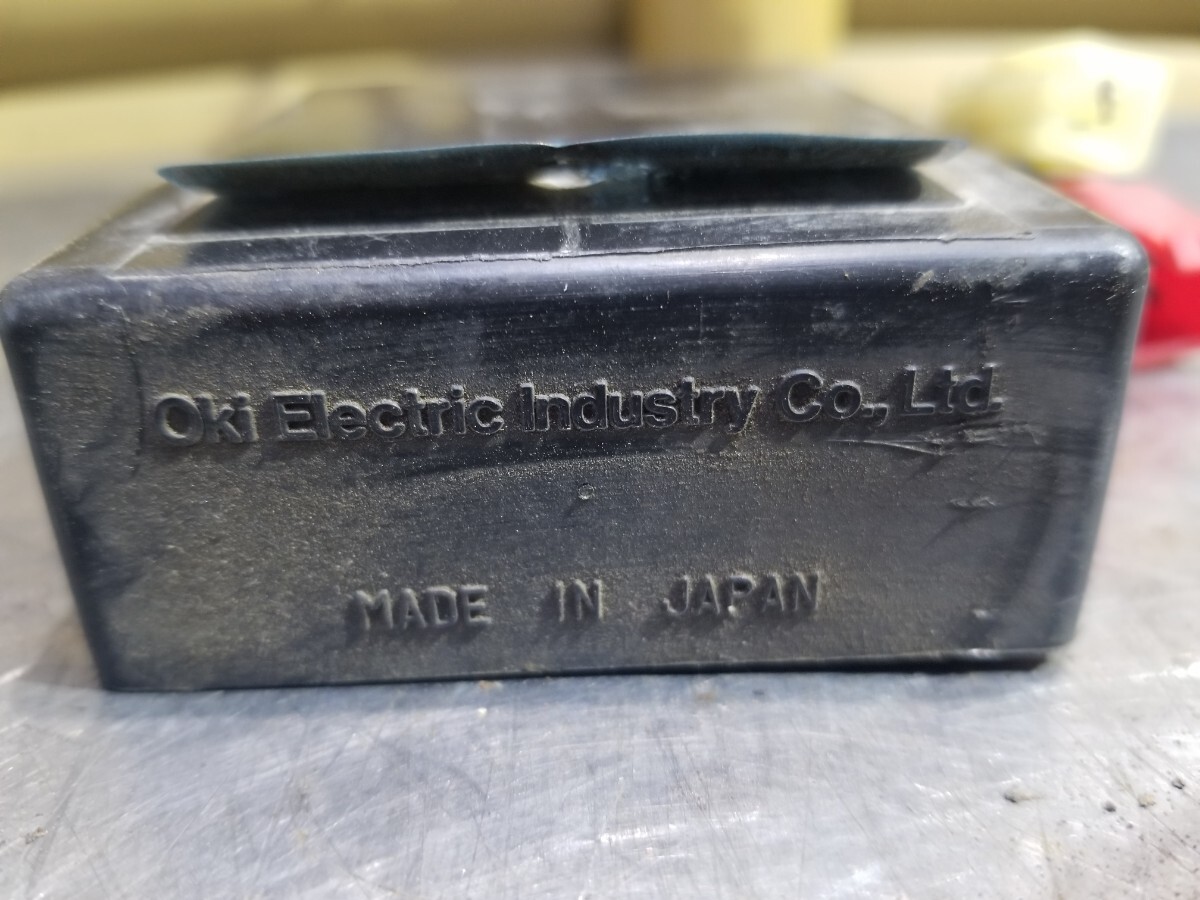 Oki Electric Industry Co., Ltd.
MADE IN JAPAN